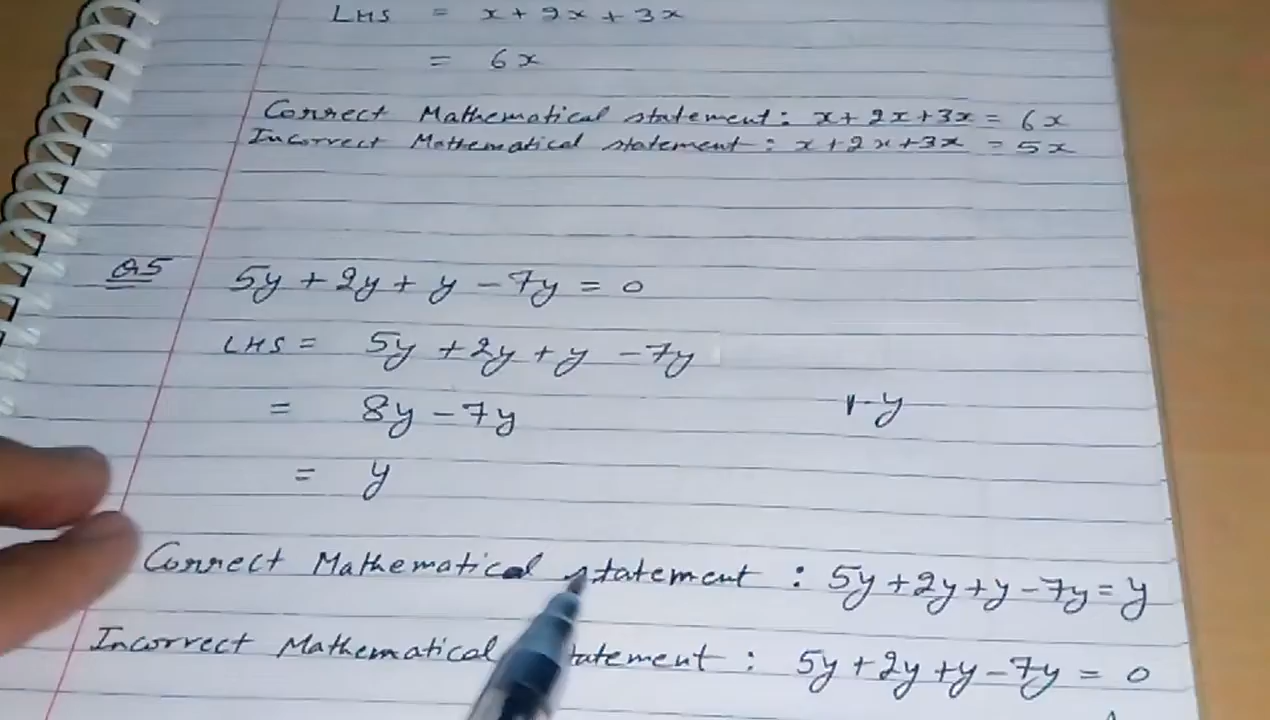 LHS = x + 2x + 3x
= 6x
Correct Mathematical statement: x + 2x + 3x = 6x
Incorrect Mathematical statement: x + 2x + 3x = 5x
Q5 5y + 2y + y - 7y = 0
LHS = 5y + 2y + y - 7y
= 8y - 7y
= y
Correct Mathematical statement : 5y + 2y + y - 7y = y
Incorrect Mathematical statement : 5y + 2y + y - 7y = 0